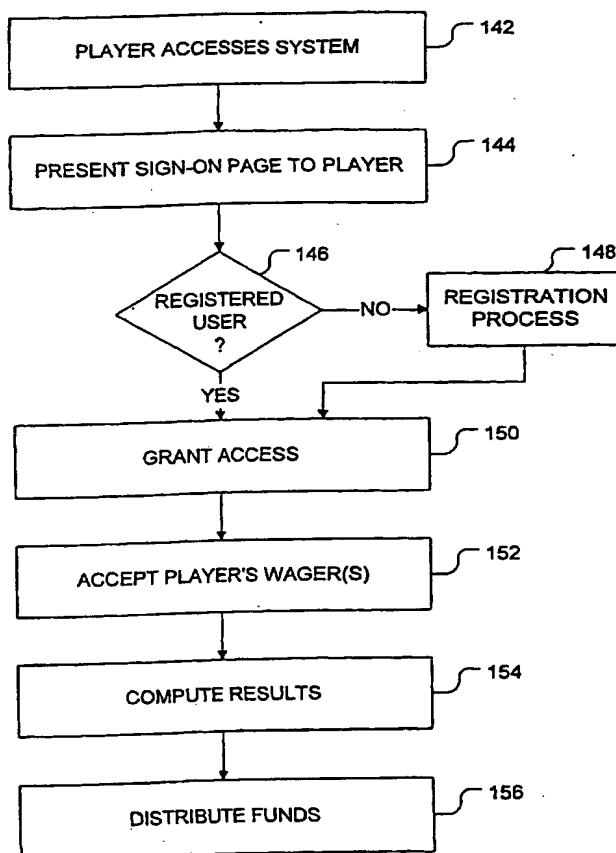 142
PLAYER ACCESSES SYSTEM
144
PRESENT SIGN-ON PAGE TO PLAYER
146
148
REGISTERED
USER
?
NO
REGISTRATION
PROCESS
YES
150
GRANT ACCESS
152
ACCEPT PLAYER'S WAGER(S)
154
COMPUTE RESULTS
156
DISTRIBUTE FUNDS